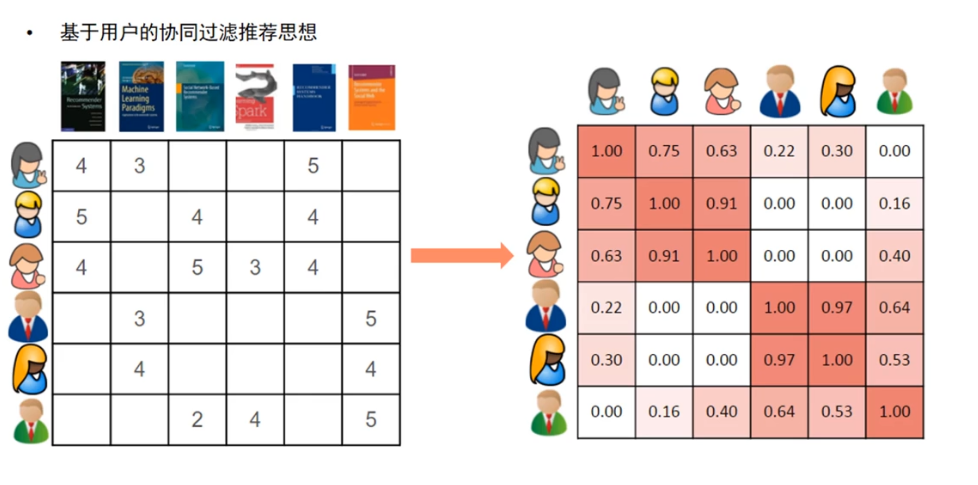 • 基于用户的协同过滤推荐思想
Recommender
Systems
Machine
Learning
Paradigms
Social Network-Based
Recommender
Systems
Spark
4 3 5
5 4 4
4 5 3 4
3 5
4 4
2 4 5
1.00 0.75 0.63 0.22 0.30 0.00
0.75 1.00 0.91 0.00 0.00 0.16
0.63 0.91 1.00 0.00 0.00 0.40
0.22 0.00 0.00 1.00 0.97 0.64
0.30 0.00 0.00 0.97 1.00 0.53
0.00 0.16 0.40 0.64 0.53 1.00